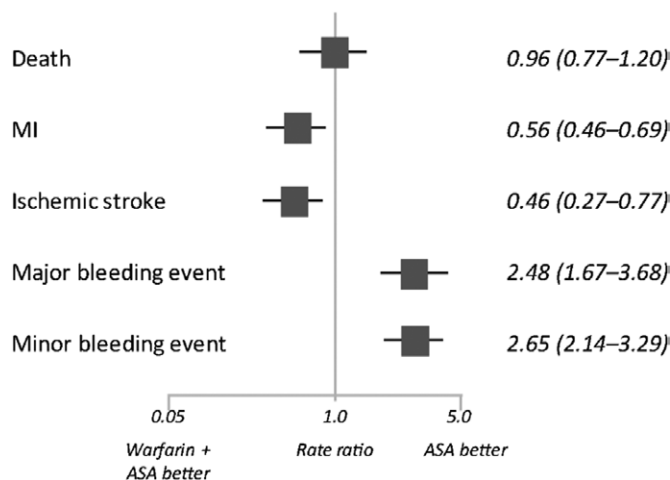 Death 0.96 (0.77–1.20)
MI 0.56 (0.46–0.69)
Ischemic stroke 0.46 (0.27–0.77)
Major bleeding event 2.48 (1.67–3.68)
Minor bleeding event 2.65 (2.14–3.29)
0.05 1.0 5.0
Warfarin + Rate ratio ASA better
ASA better